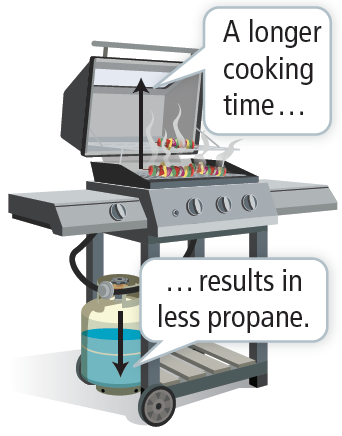 A longer
cooking
time...
...results in
less propane.